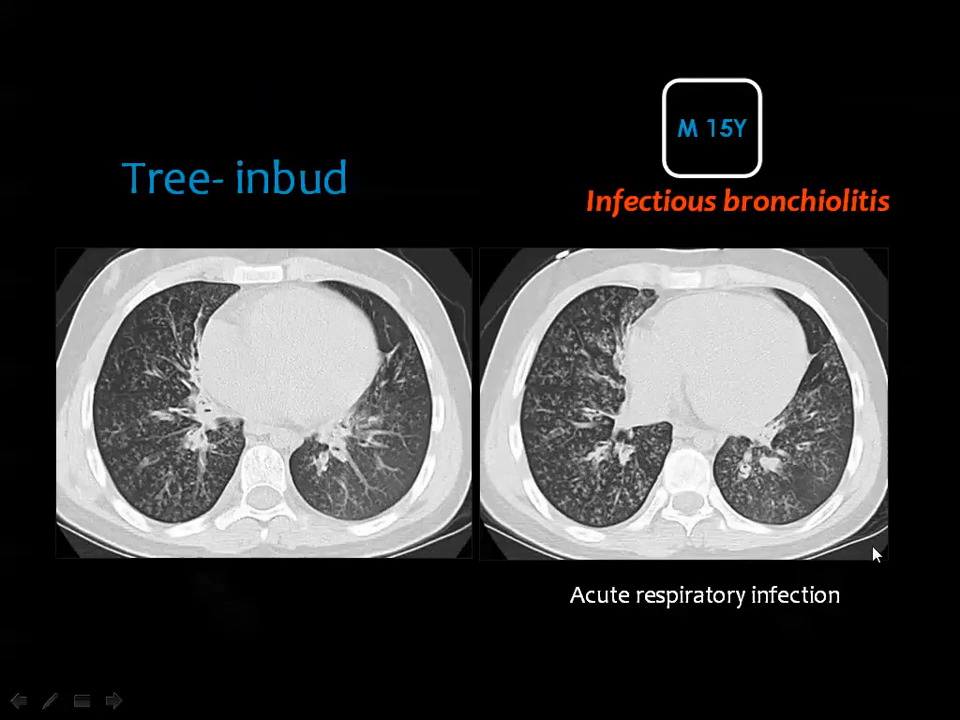 M 15Y
Tree- inbud
Infectious bronchiolitis
Acute respiratory infection